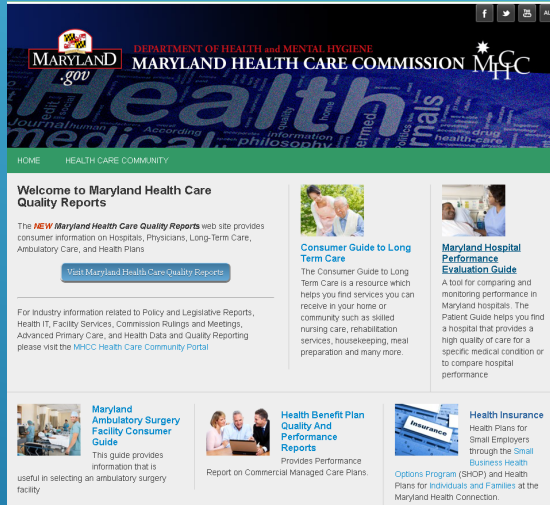 DEPARTMENT OF HEALTH and MENTAL HYGIENE
MARYLAND HEALTH CARE COMMISSION
MARYLAND
.gov
MHCC
Health
medical
information
philosophy
According
human
quality
drug
health-care
HOME
HEALTH CARE COMMUNITY
Welcome to Maryland Health Care
Quality Reports
The NEW Maryland Health Care Quality Reports web site provides
consumer information on Hospitals, Physicians, Long-Term Care,
Ambulatory Care, and Health Plans
Visit Maryland Health Care Quality Reports
For Industry information related to Policy and Legislative Reports,
Health IT, Facility Services, Commission Rulings and Meetings,
Advanced Primary Care, and Health Data and Quality Reporting
please visit the MHCC Health Care Community Portal
Consumer Guide to Long
Term Care
The Consumer Guide to Long
Term Care is a resource which
helps you find services you can
receive in your home or
community such as skilled
nursing care, rehabilitation
services, housekeeping, meal
preparation and many more.
Maryland Hospital
Performance
Evaluation Guide
A tool for comparing and
monitoring performance in
Maryland hospitals. The
Patient Guide helps you find
a hospital that provides a
high quality of care for a
specific medical condition or
to compare hospital
performance
Maryland
Ambulatory Surgery
Facility Consumer
Guide
This guide provides
information that is
useful in selecting an ambulatory surgery
facility
Health Benefit Plan
Quality And
Performance
Reports
Provides Performance
Report on Commercial Managed Care Plans.
Insurance
Health Insurance
Health Plans for
Small Employers
through the Small
Business Health
Options Program (SHOP) and Health
Plans for Individuals and Families at
the Maryland Health Connection.